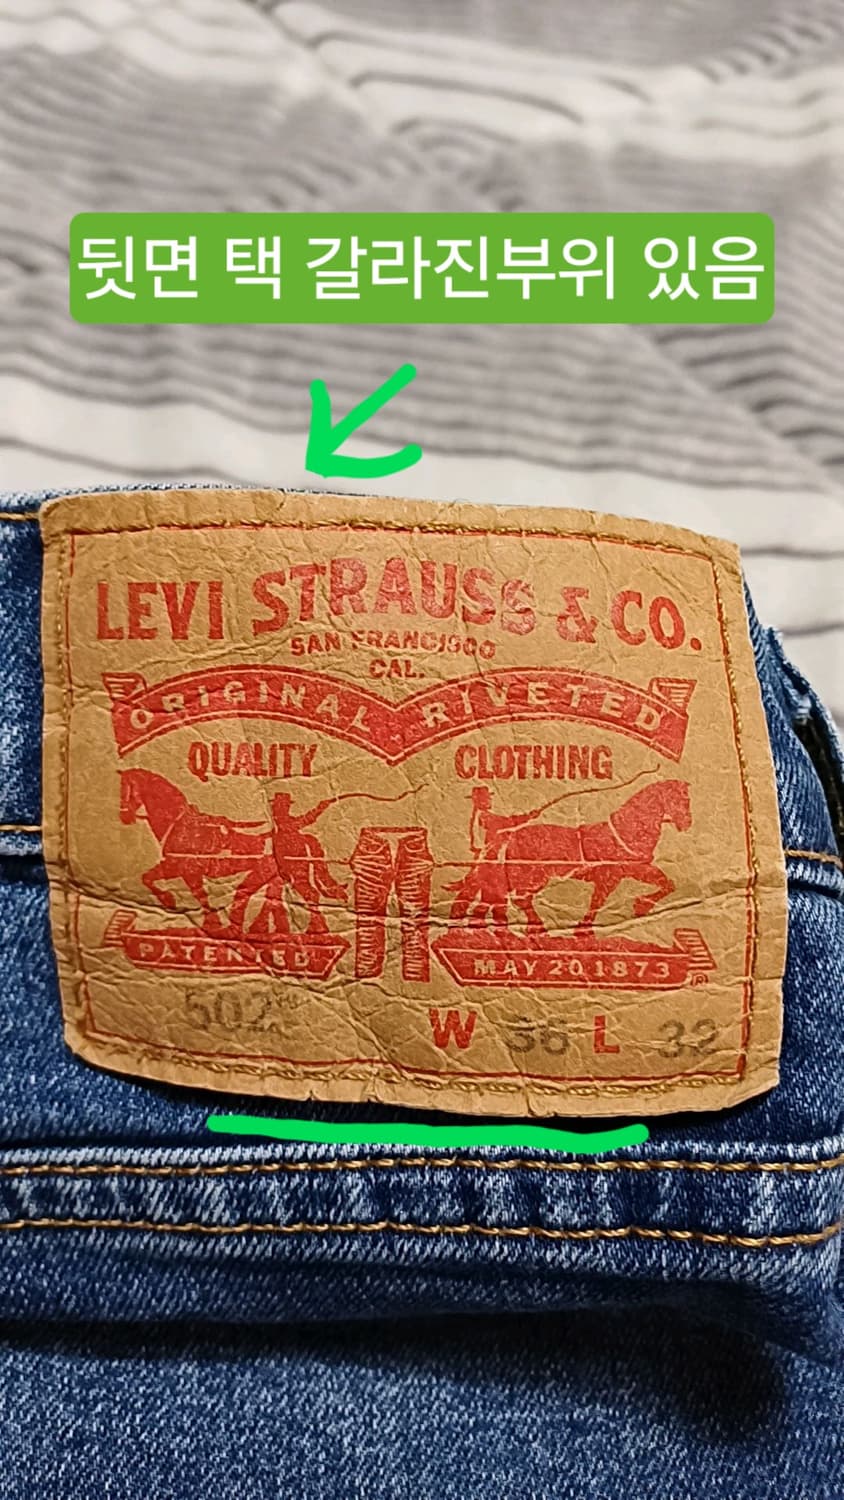 뒷면 택 갈라진부위 있음
LEVI STRAUSS & CO.
SAN FRANCISCO
CAL.
ORIGINAL RIVETED
QUALITY CLOTHING
PATENTED MAY 20 1873 ®
502™
W 36 L 32